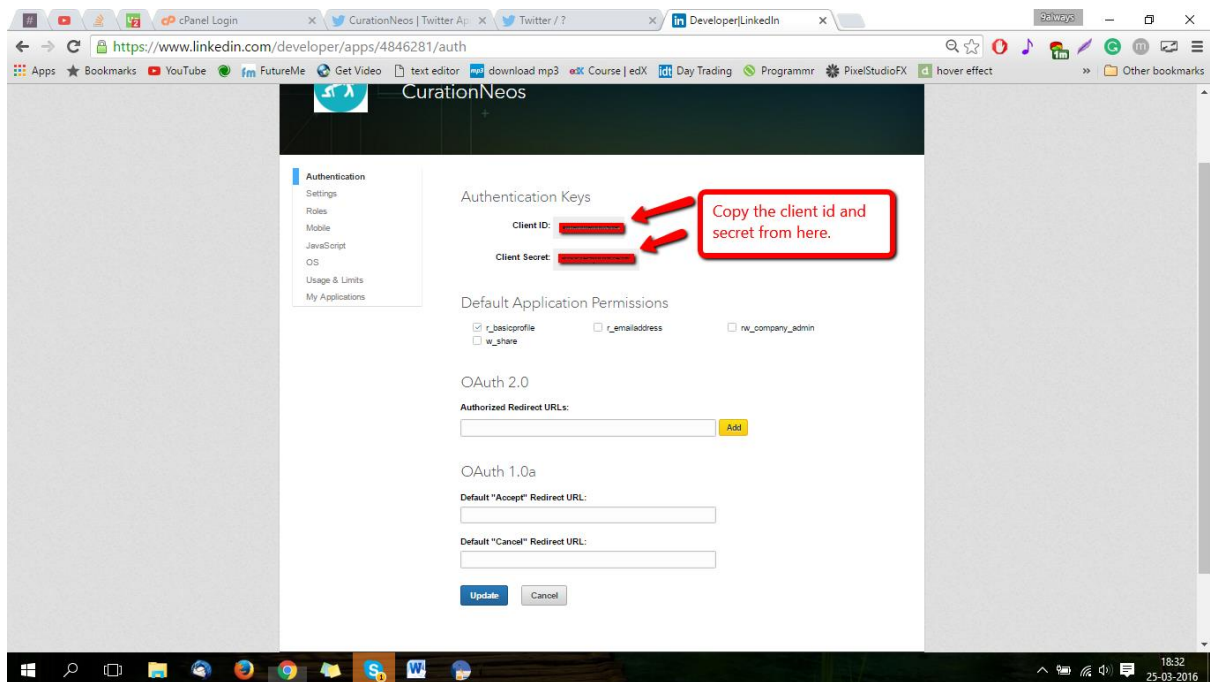 cPanel Login
CurationNeos | Twitter Ap
Twitter / ?
Developer|LinkedIn
9always
https://www.linkedin.com/developer/apps/4846281/auth
1m
Apps Bookmarks YouTube FutureMe Get Video text editor download mp3 Course | edX Day Trading Programmr PixelStudioFX hover effect » Other bookmarks
CurationNeos
Authentication
Settings
Roles
Mobile
JavaScript
OS
Usage & Limits
My Applications
Authentication Keys
Client ID:
Client Secret:
Copy the client id and
secret from here.
Default Application Permissions
r_basicprofile r_emailaddress rw_company_admin
w_share
OAuth 2.0
Authorized Redirect URLs:
Add
OAuth 1.0a
Default "Accept" Redirect URL:
Default "Cancel" Redirect URL:
Update Cancel
18:32
25-03-2016